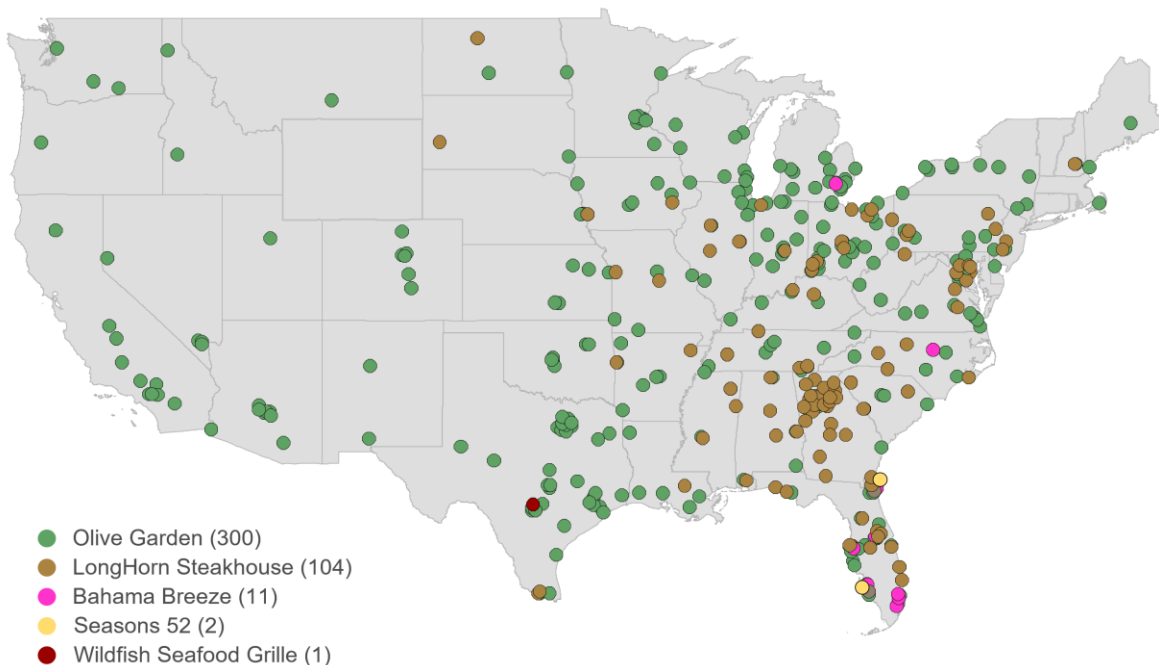 Olive Garden (300)
LongHorn Steakhouse (104)
Bahama Breeze (11)
Seasons 52 (2)
Wildfish Seafood Grille (1)